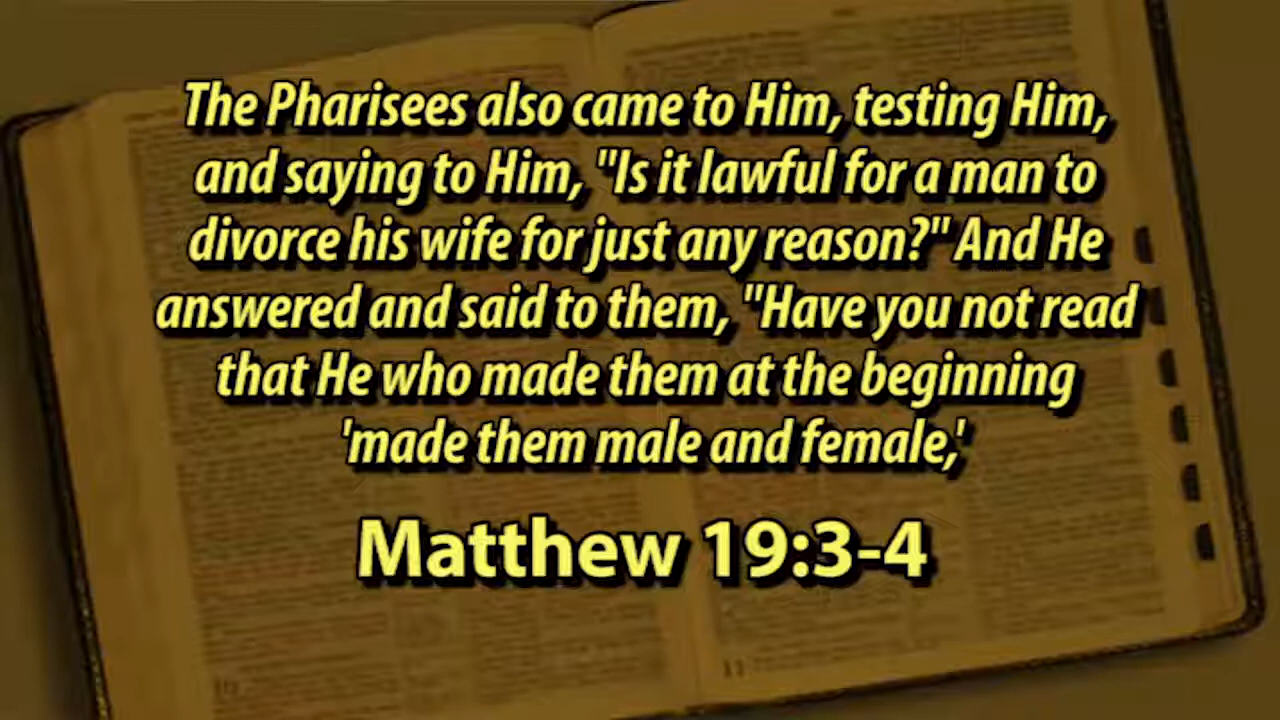 The Pharisees also came to Him, testing Him,
and saying to Him, "Is it lawful for a man to
divorce his wife for just any reason?" And He
answered and said to them, "Have you not read
that He who made them at the beginning
'made them male and female,'
Matthew 19:3-4